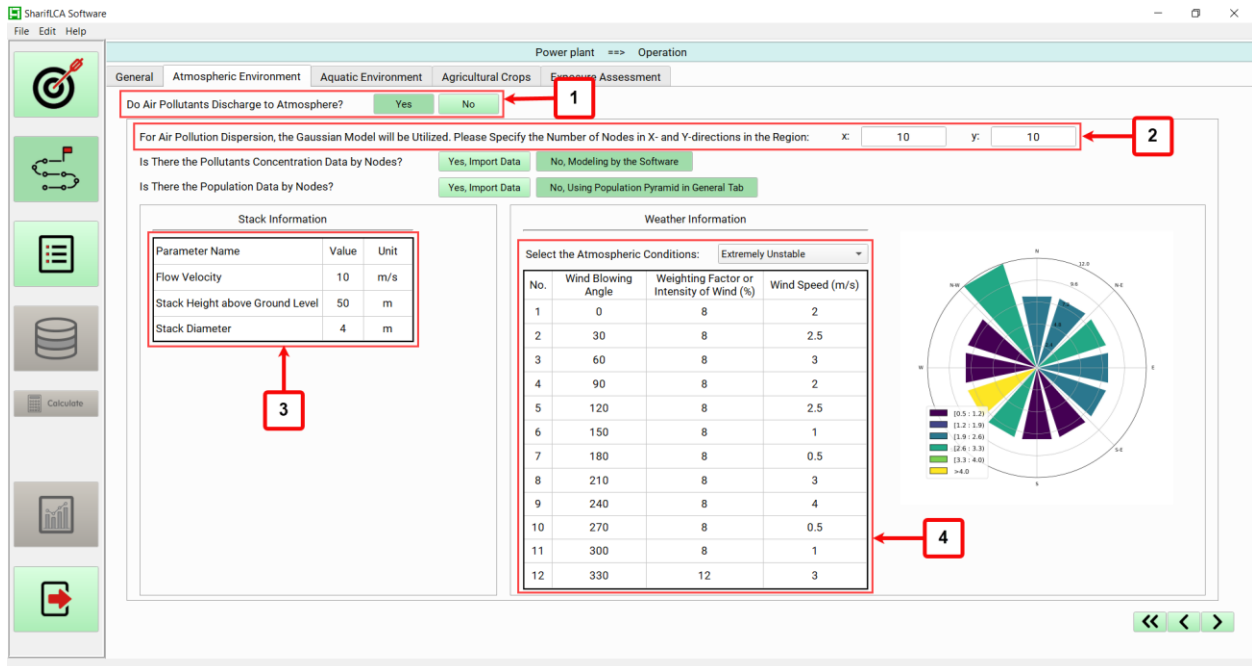 SharifLCA Software
File Edit Help
Power plant ==> Operation
General Atmospheric Environment Aquatic Environment Agricultural Crops Exposure Assessment
Do Air Pollutants Discharge to Atmosphere? Yes No
1
For Air Pollution Dispersion, the Gaussian Model will be Utilized. Please Specify the Number of Nodes in X- and Y-directions in the Region: x: 10 y: 10
2
Is There the Pollutants Concentration Data by Nodes? Yes, Import Data No, Modeling by the Software
Is There the Population Data by Nodes? Yes, Import Data No, Using Population Pyramid in General Tab
Stack Information
Parameter Name Value Unit
Flow Velocity 10 m/s
Stack Height above Ground Level 50 m
Stack Diameter 4 m
3
Calculate
Weather Information
Select the Atmospheric Conditions: Extremely Unstable
No. Wind Blowing Angle Weighting Factor or Intensity of Wind (%) Wind Speed (m/s)
1 0 8 2
2 30 8 2.5
3 60 8 3
4 90 8 2
5 120 8 2.5
6 150 8 1
7 180 8 0.5
8 210 8 3
9 240 8 4
10 270 8 0.5
11 300 8 1
12 330 12 3
4
N
N-E
E
S
W
N-W
12.0
9.6
4.8
[0.5 : 1.2)
[1.2 : 1.9)
[1.9 : 2.6)
[2.6 : 3.3)
[3.3 : 4.0)
>4.0